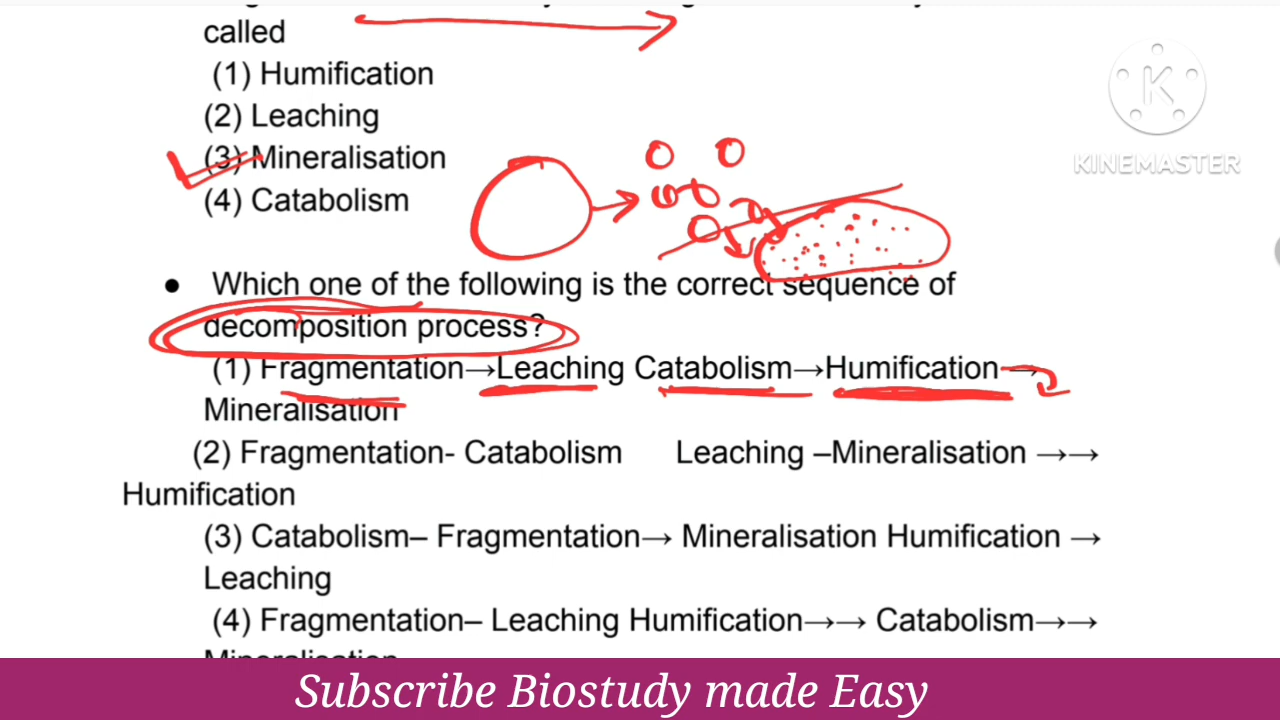 called
(1) Humification
(2) Leaching
(3) Mineralisation
(4) Catabolism
● Which one of the following is the correct sequence of
decomposition process?
(1) Fragmentation→Leaching Catabolism→Humification→
Mineralisation
(2) Fragmentation- Catabolism Leaching –Mineralisation →→
Humification
(3) Catabolism– Fragmentation→ Mineralisation Humification →
Leaching
(4) Fragmentation– Leaching Humification→→ Catabolism→→
Mineralisation
K
KINEMASTER
Subscribe Biostudy made Easy